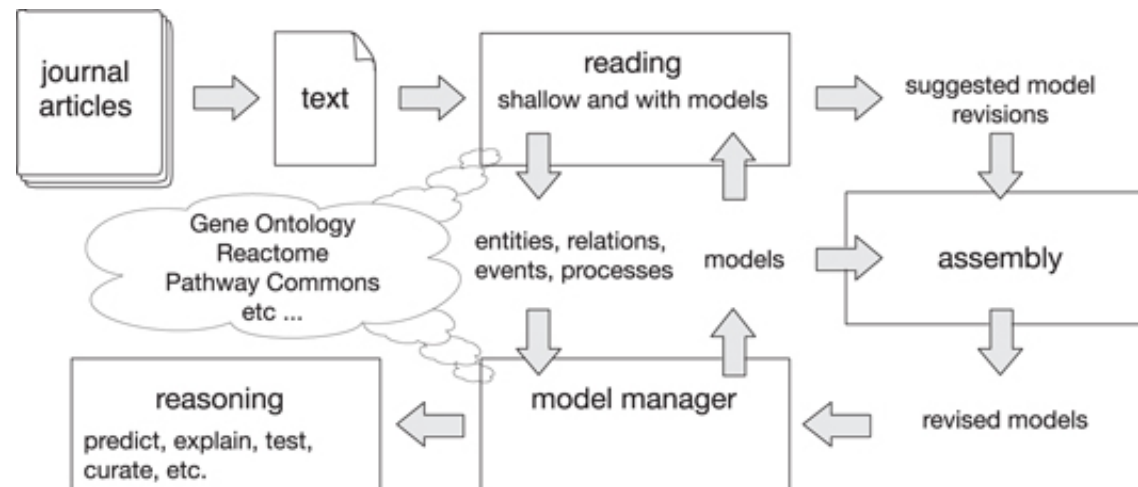 journal
articles
text
reading
shallow and with models
suggested model
revisions
Gene Ontology
Reactome
Pathway Commons
etc ...
entities, relations,
events, processes
models
assembly
reasoning
predict, explain, test,
curate, etc.
model manager
revised models